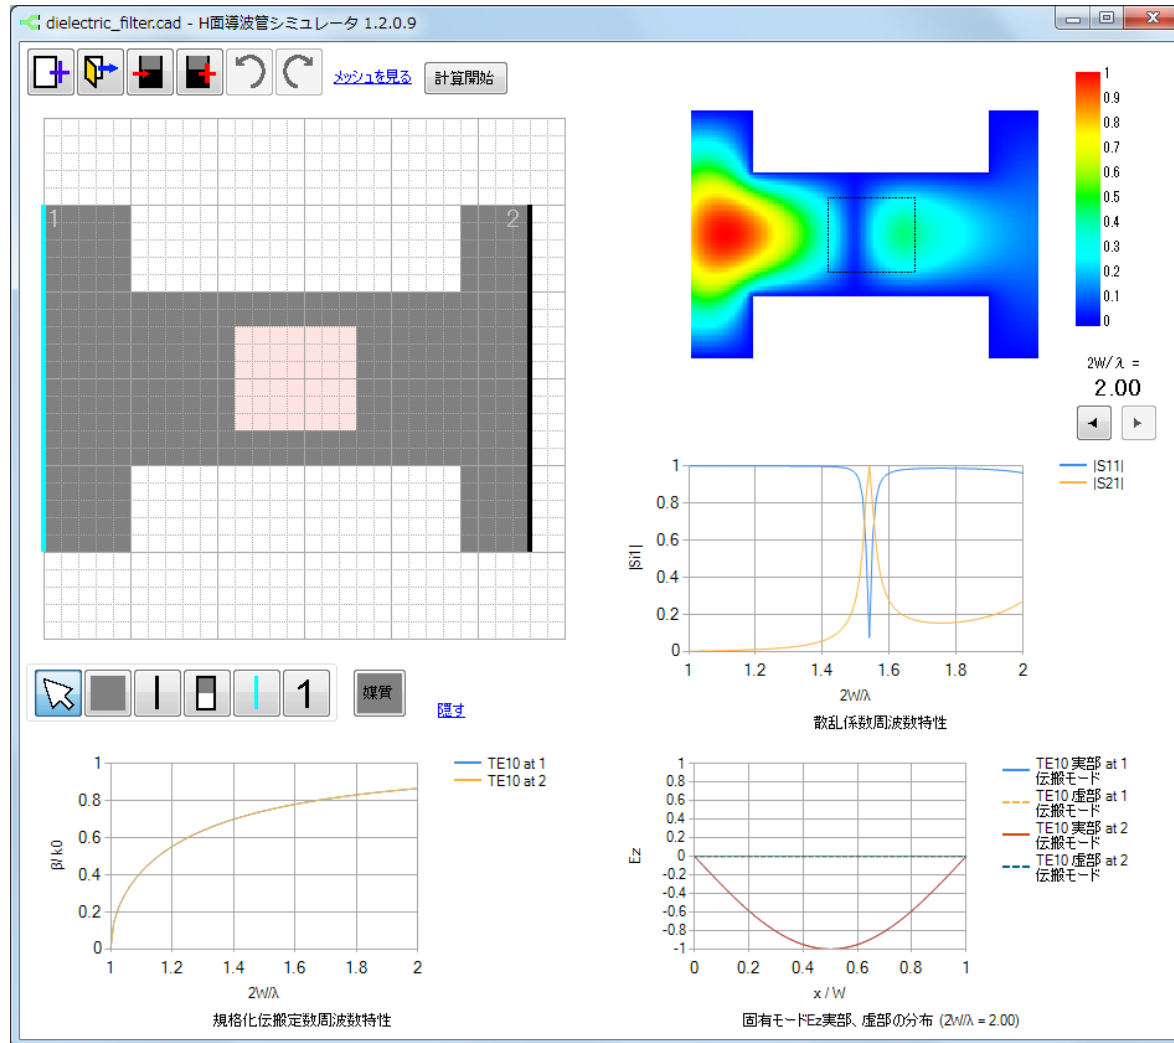 dielectric_filter.cad - H面導波管シミュレータ 1.2.0.9
メッシュを見る
計算開始
1
2
1
0.9
0.8
0.7
0.6
0.5
0.4
0.3
0.2
0.1
0
2W/λ =
2.00
1
0.8
0.6
0.4
0.2
0
|Si1|
1
1.2
1.4
1.6
1.8
2
2W/λ
散乱係数周波数特性
|S11|
|S21|
1
媒質
隠す
1
0.8
0.6
0.4
0.2
0
β/k0
1
1.2
1.4
1.6
1.8
2
2W/λ
規格化伝搬定数周波数特性
TE10 at 1
TE10 at 2
1
0.8
0.6
0.4
0.2
0
-0.2
-0.4
-0.6
-0.8
-1
Ez
0
0.2
0.4
0.6
0.8
1
x / W
固有モードEz実部、虚部の分布 (2W/λ = 2.00)
TE10 実部 at 1
伝搬モード
TE10 虚部 at 1
伝搬モード
TE10 実部 at 2
伝搬モード
TE10 虚部 at 2
伝搬モード